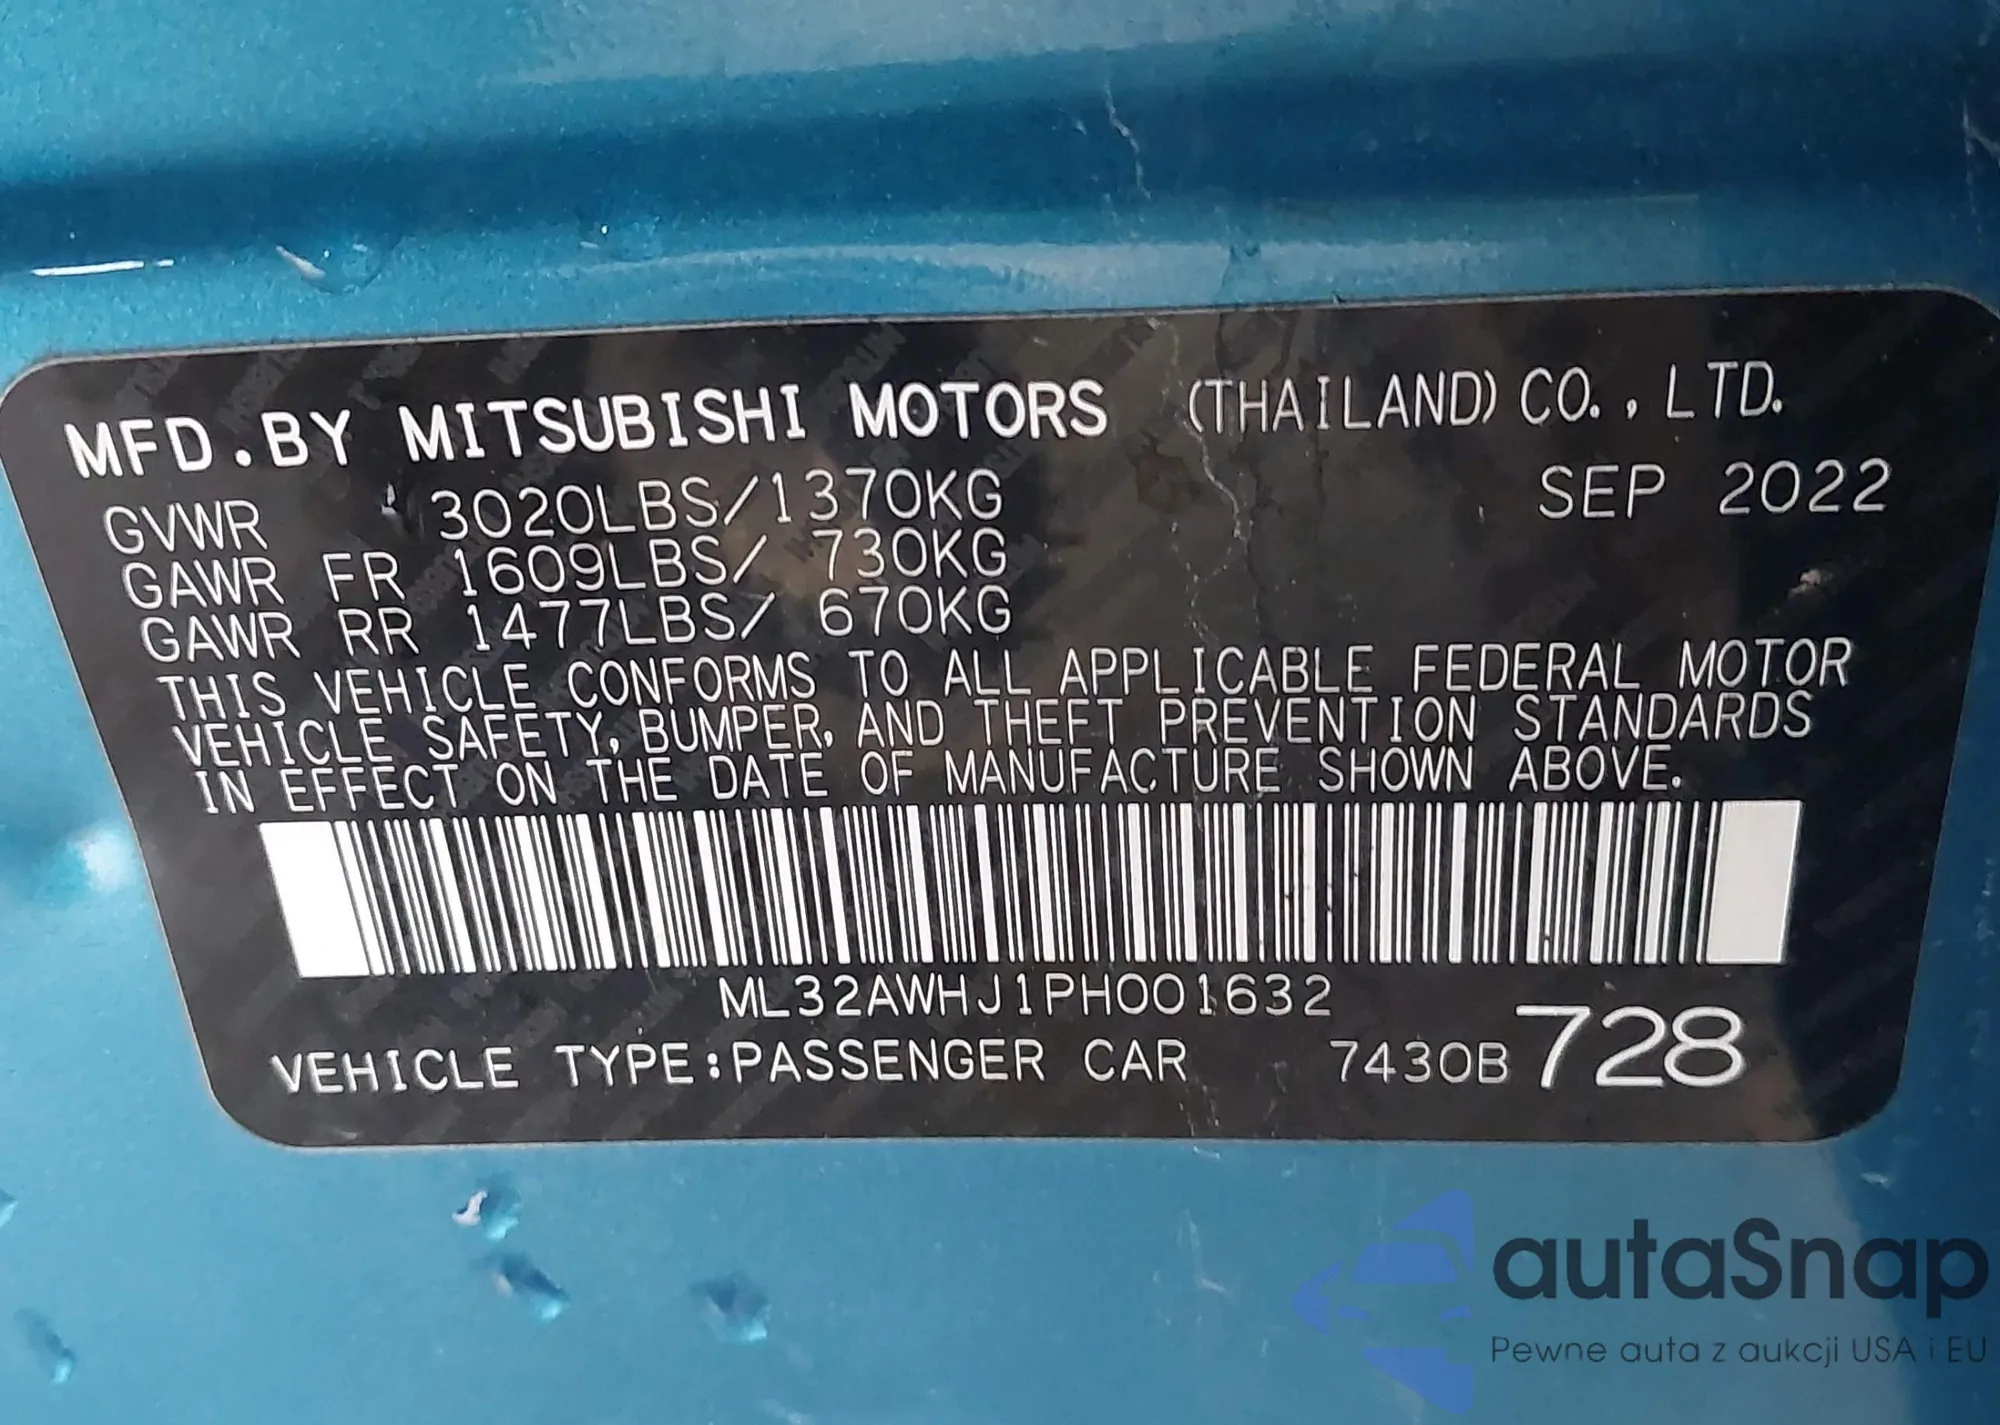 MFD.BY MITSUBISHI MOTORS (THAILAND) CO., LTD.
GVWR 3020LBS/1370KG SEP 2022
GAWR FR 1609LBS/ 730KG
GAWR RR 1477LBS/ 670KG
THIS VEHICLE CONFORMS TO ALL APPLICABLE FEDERAL MOTOR
VEHICLE SAFETY, BUMPER, AND THEFT PREVENTION STANDARDS
IN EFFECT ON THE DATE OF MANUFACTURE SHOWN ABOVE.
ML32AWHJ1PH001632
VEHICLE TYPE:PASSENGER CAR 7430B 728
autaSnap
Pewne auta z aukcji USA i EU